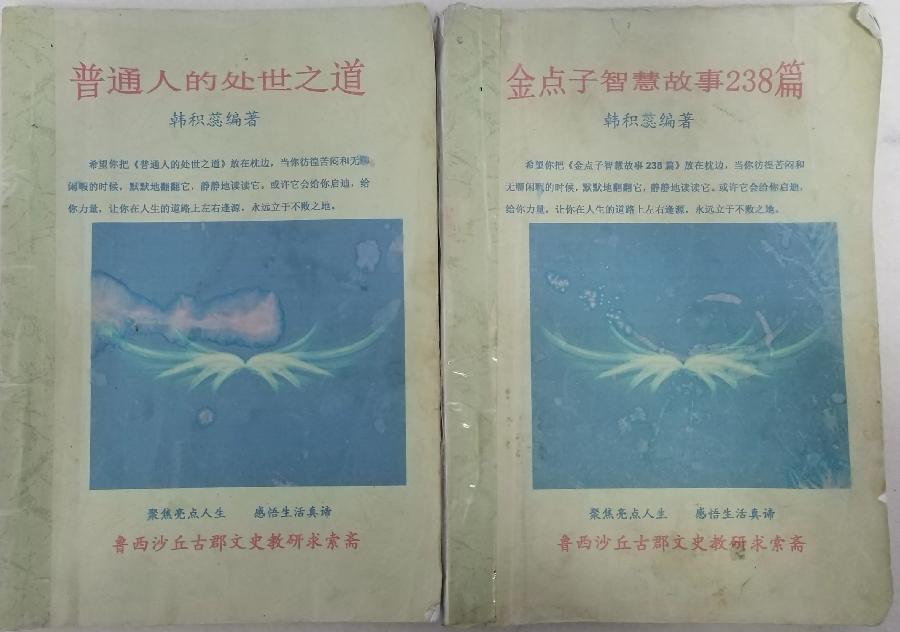 普通人的处世之道
韩积蕊编著
希望你把《普通人的处世之道》放在枕边，当你彷徨苦闷和无聊
闲暇的时候，默默地翻翻它，静静地读读它。或许它会给你启迪，给
你力量，让你在人生的道路上左右逢源，永远立于不败之地。
聚焦亮点人生 感悟生活真谛
鲁西沙丘古郡文史教研求索斋
金点子智慧故事238篇
韩积蕊编著
希望你把《金点子智慧故事238篇》放在枕边，当你彷徨苦闷和
无聊闲暇的时候，默默地翻翻它，静静地读读它。或许它会给你启迪，
给你力量，让你在人生的道路上左右逢源，永远立于不败之地。
聚焦亮点人生 感悟生活真谛
鲁西沙丘古郡文史教研求索斋